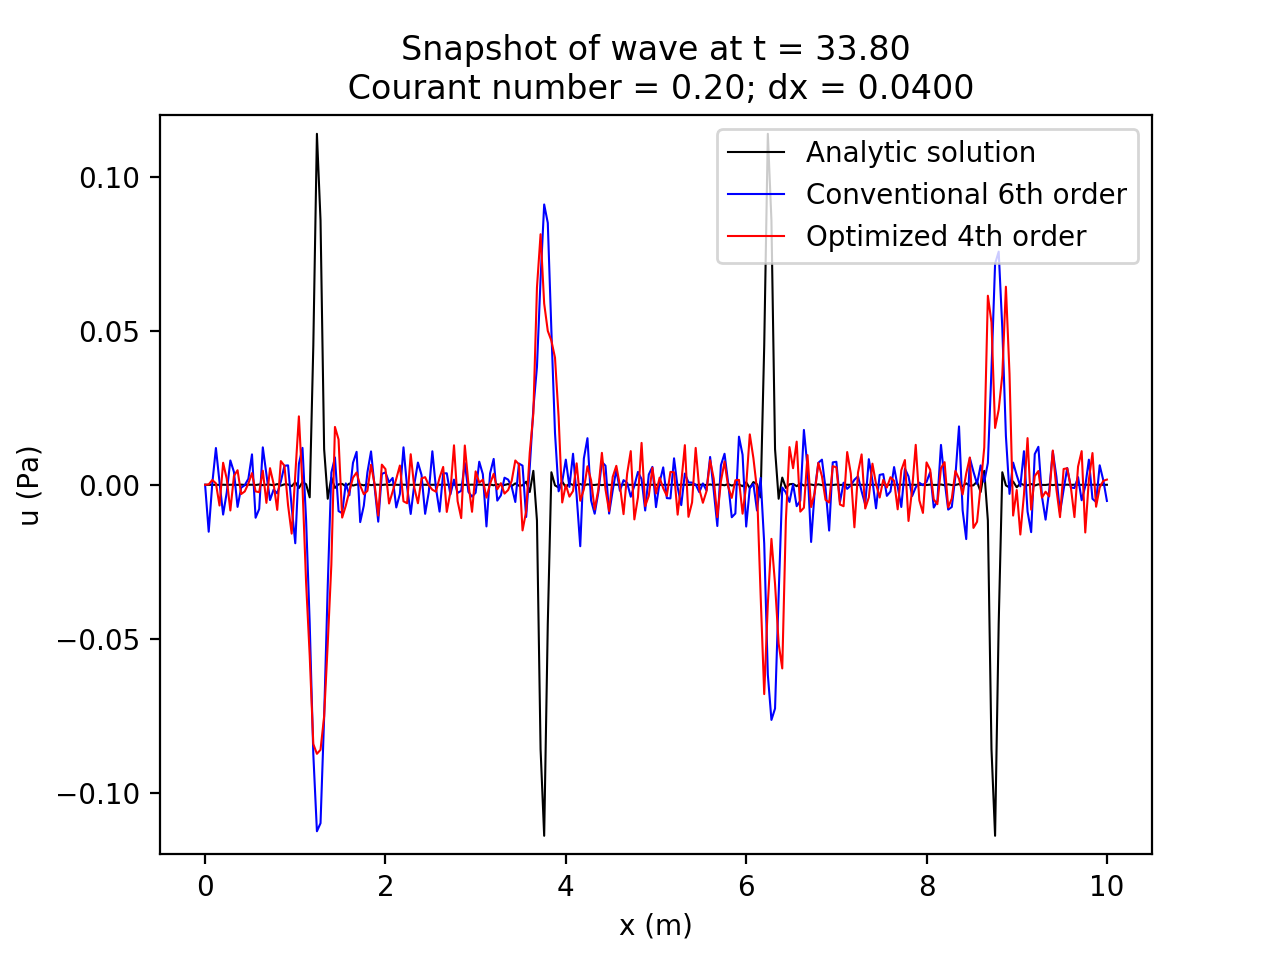 Snapshot of wave at t = 33.80
Courant number = 0.20; dx = 0.0400
Analytic solution
Conventional 6th order
Optimized 4th order
0.10
0.05
0.00
−0.05
−0.10
u (Pa)
0 2 4 6 8 10
x (m)